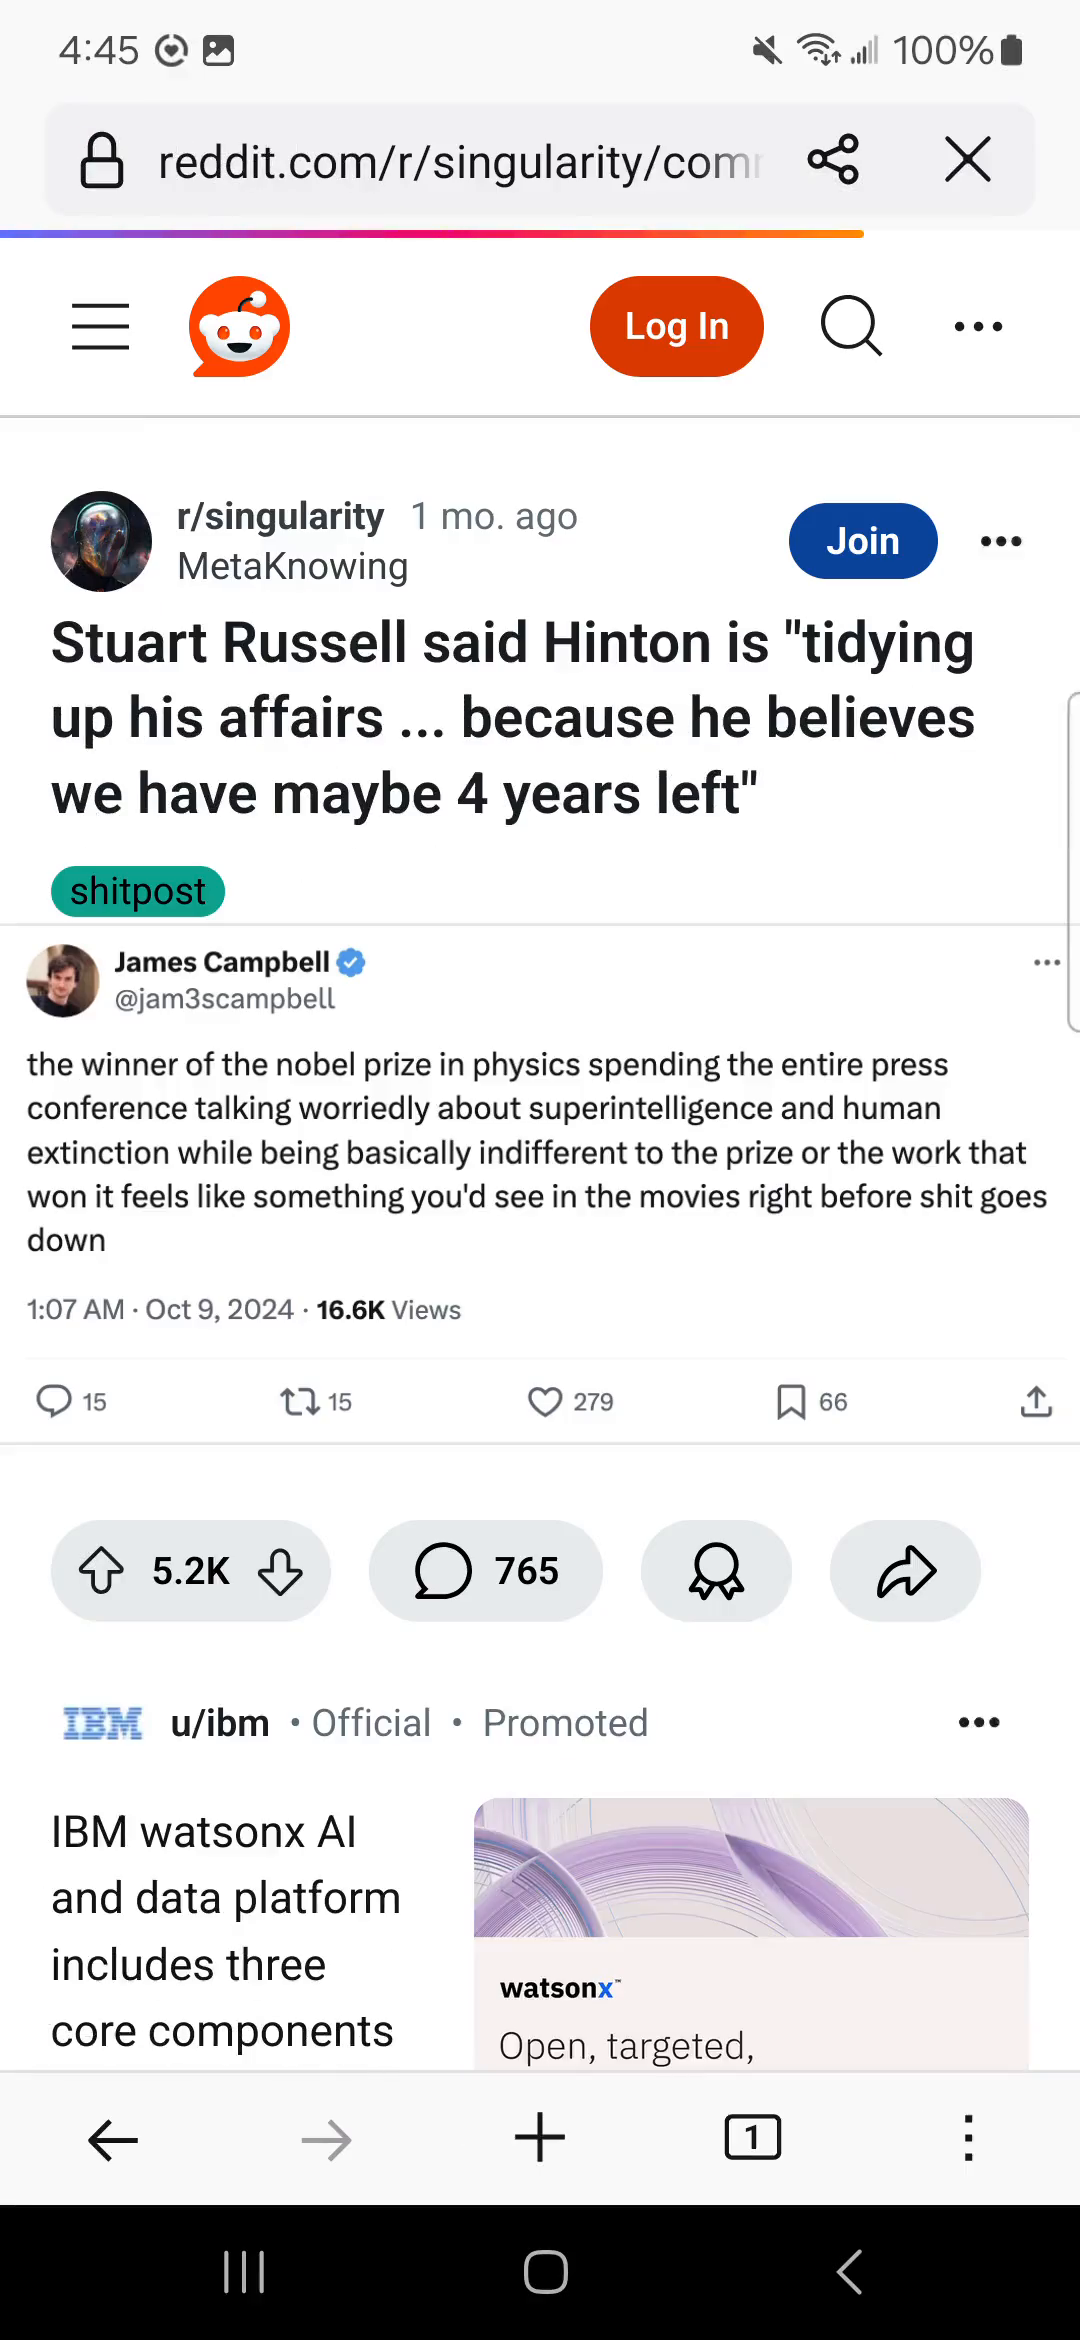 4:45
100%
reddit.com/r/singularity/com
Log In
r/singularity 1 mo. ago
MetaKnowing
Join
Stuart Russell said Hinton is "tidying
up his affairs ... because he believes
we have maybe 4 years left"
shitpost
James Campbell
@jam3scampbell
the winner of the nobel prize in physics spending the entire press
conference talking worriedly about superintelligence and human
extinction while being basically indifferent to the prize or the work that
won it feels like something you'd see in the movies right before shit goes
down
1:07 AM · Oct 9, 2024 · 16.6K Views
15 15 279 66
5.2K 765
IBM u/ibm • Official • Promoted
IBM watsonx AI
and data platform
includes three
core components
watsonx™
Open, targeted,
1